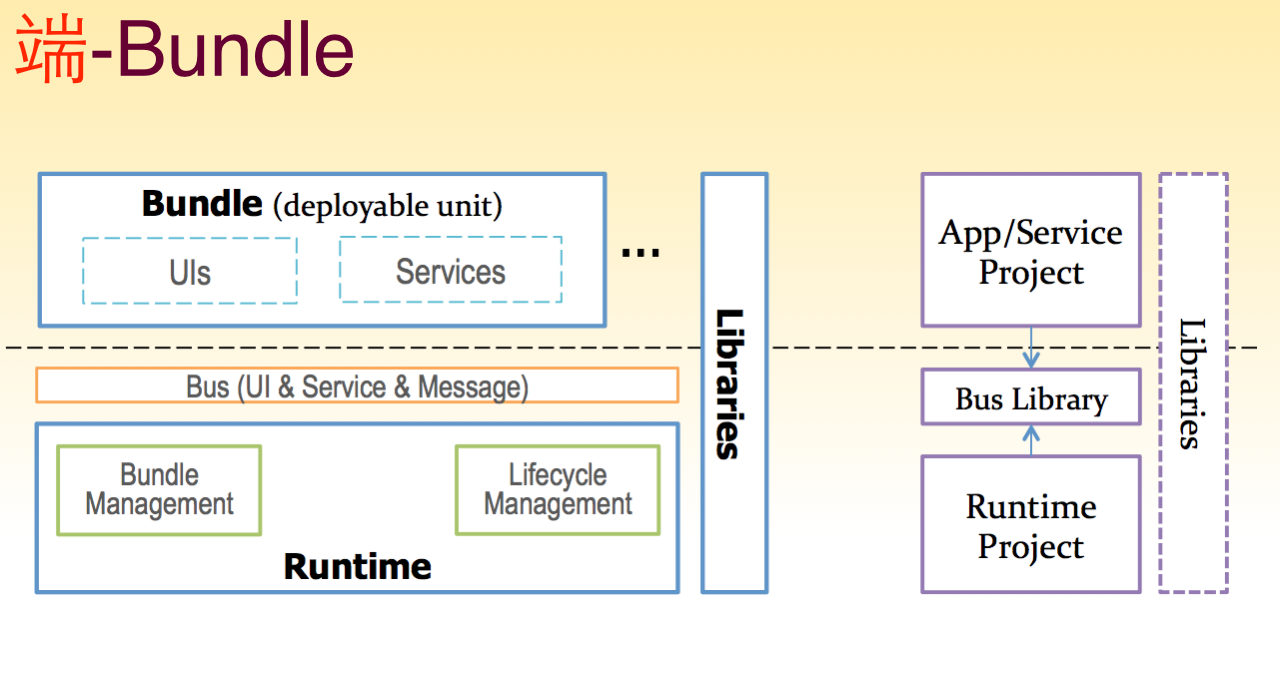 端-Bundle
Bundle (deployable unit)
UIs
Services
...
Bus (UI & Service & Message)
Bundle
Management
Lifecycle
Management
Runtime
Libraries
App/Service
Project
Bus Library
Runtime
Project
Libraries